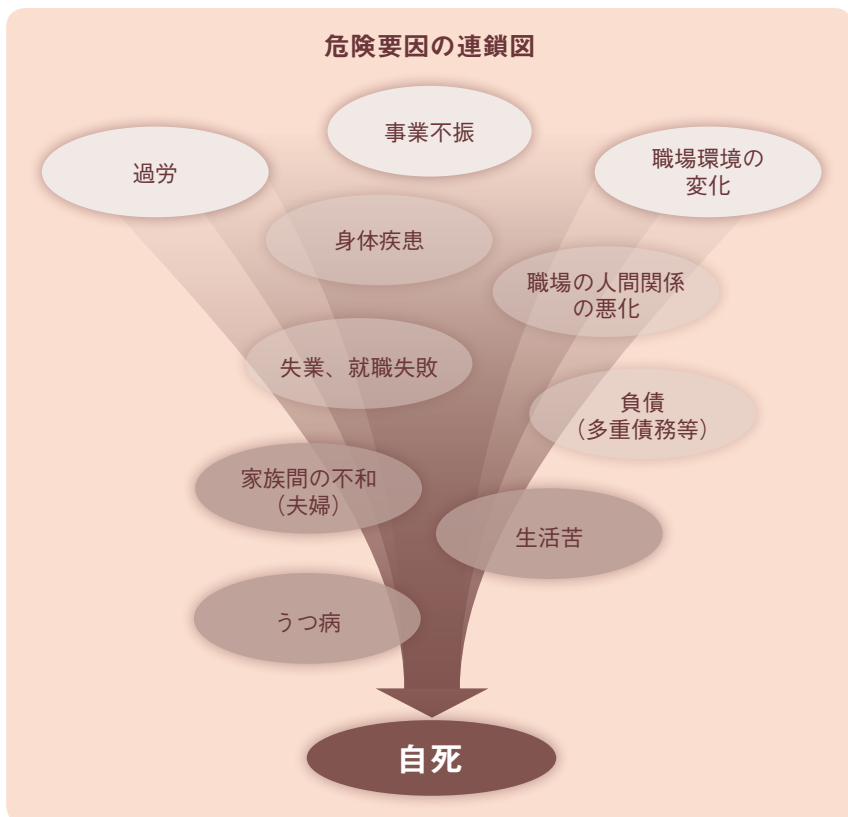 危険要因の連鎖図
事業不振
過労
職場環境の
変化
身体疾患
職場の人間関係
の悪化
失業、就職失敗
負債
（多重債務等）
家族間の不和
（夫婦）
生活苦
うつ病
自死